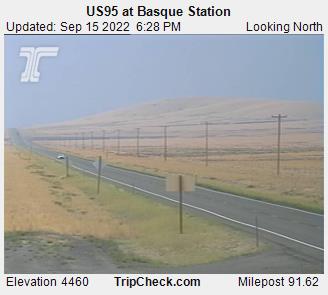 US95 at Basque Station
Updated: Sep 15 2022 6:28 PM Looking North
Elevation 4460 TripCheck.com Milepost 91.62